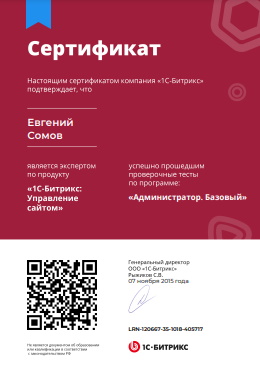 Сертификат
Настоящим сертификатом компания «1С-Битрикс»
подтверждает, что
Евгений
Сомов
является экспертом
по продукту
«1С-Битрикс:
Управление
сайтом»
успешно прошедшим
проверочные тесты
по программе:
«Администратор. Базовый»
Генеральный директор
ООО «1С-Битрикс»
Рыжиков С.В.
07 ноября 2015 года
LRN-120667-35-1018-405717
Не является документом об образовании
или квалификации в соответствии
с законодательством РФ
1С-БИТРИКС